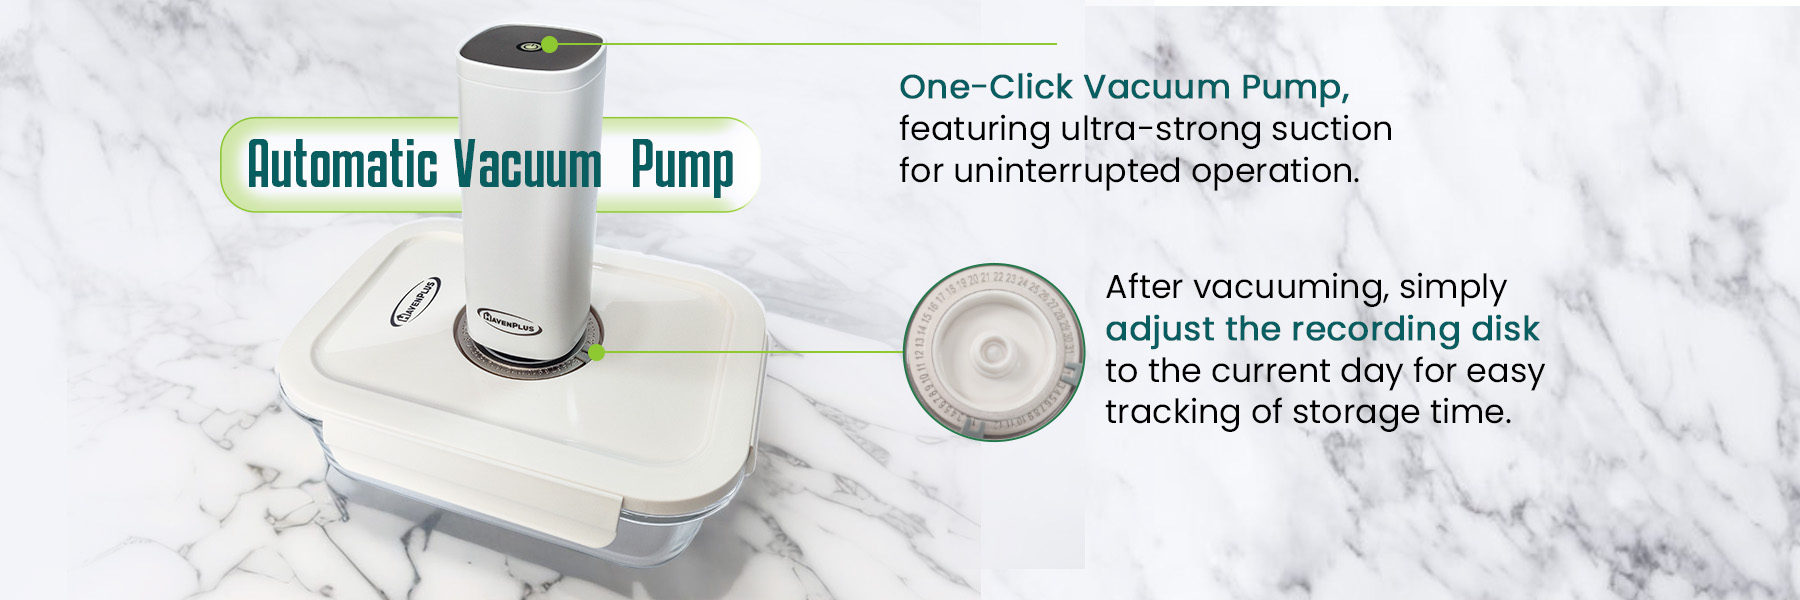 Automatic Vacuum Pump
One-Click Vacuum Pump,
featuring ultra-strong suction
for uninterrupted operation.
HAVENPLUS
HAVENPLUS
After vacuuming, simply
adjust the recording disk
to the current day for easy
tracking of storage time.